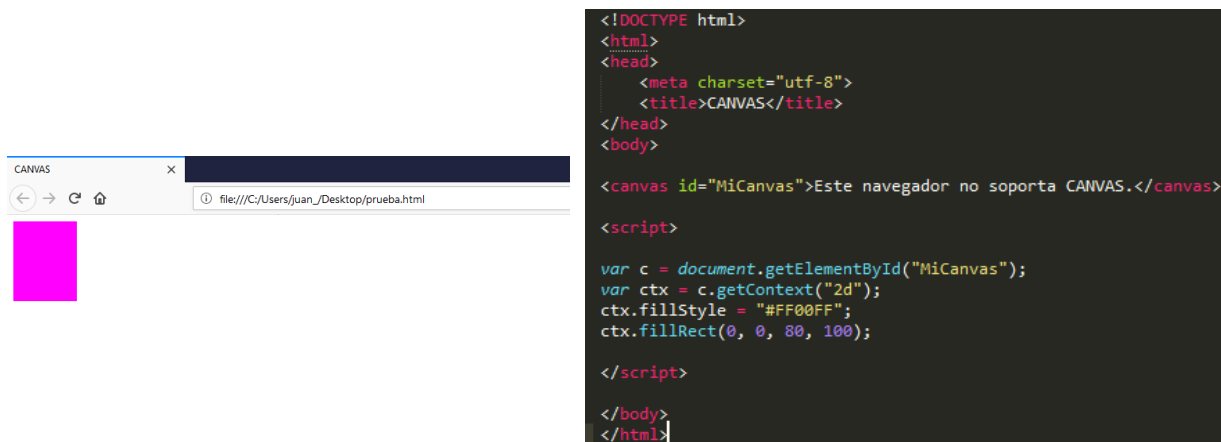 CANVAS
file:///C:/Users/juan_/Desktop/prueba.html
<!DOCTYPE html>
<html>
<head>
    <meta charset="utf-8">
    <title>CANVAS</title>
</head>
<body>

<canvas id="MiCanvas">Este navegador no soporta CANVAS.</canvas>

<script>

var c = document.getElementById("MiCanvas");
var ctx = c.getContext("2d");
ctx.fillStyle = "#FF00FF";
ctx.fillRect(0, 0, 80, 100);

</script>

</body>
</html>